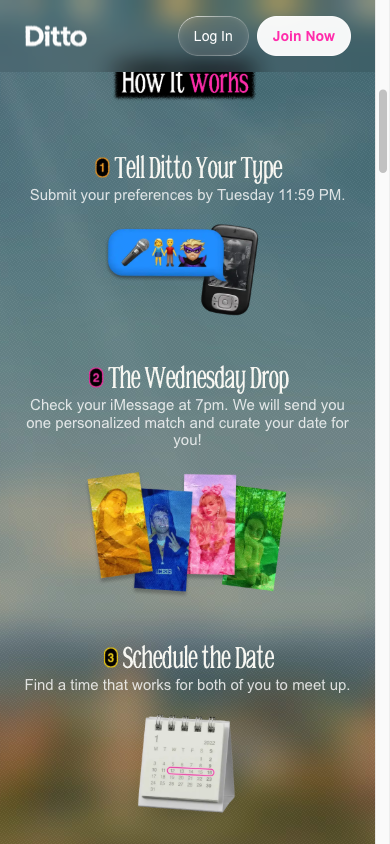 Ditto
Log In
Join Now
How It works
1 Tell Ditto Your Type
Submit your preferences by Tuesday 11:59 PM.
2 The Wednesday Drop
Check your iMessage at 7pm. We will send you
one personalized match and curate your date for
you!
3 Schedule the Date
Find a time that works for both of you to meet up.
1